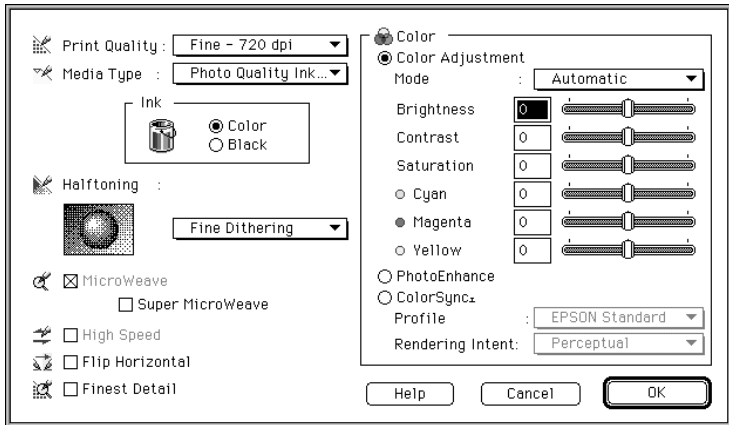 Print Quality : Fine - 720 dpi
Media Type : Photo Quality Ink...
Ink
Color
Black
Halftoning :
Fine Dithering
MicroWeave
Super MicroWeave
High Speed
Flip Horizontal
Finest Detail
Color
Color Adjustment
Mode : Automatic
Brightness 0
Contrast 0
Saturation 0
Cyan 0
Magenta 0
Yellow 0
PhotoEnhance
ColorSync
Profile : EPSON Standard
Rendering Intent: Perceptual
Help Cancel OK